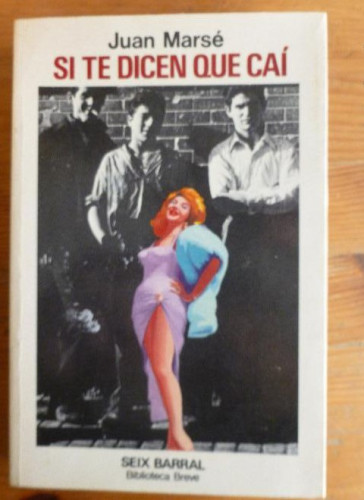 Juan Marsé
SI TE DICEN QUE CAÍ
SEIX BARRAL
Biblioteca Breve